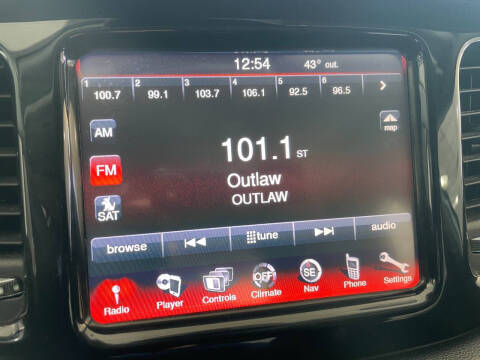 12:54 43° out.
1 2 3 4 5 6
100.7 99.1 103.7 106.1 92.5 96.5
AM
map
FM
101.1 ST
SAT
Outlaw
OUTLAW
browse tune audio
OFF SE
Radio Player Controls Climate Nav Phone Settings